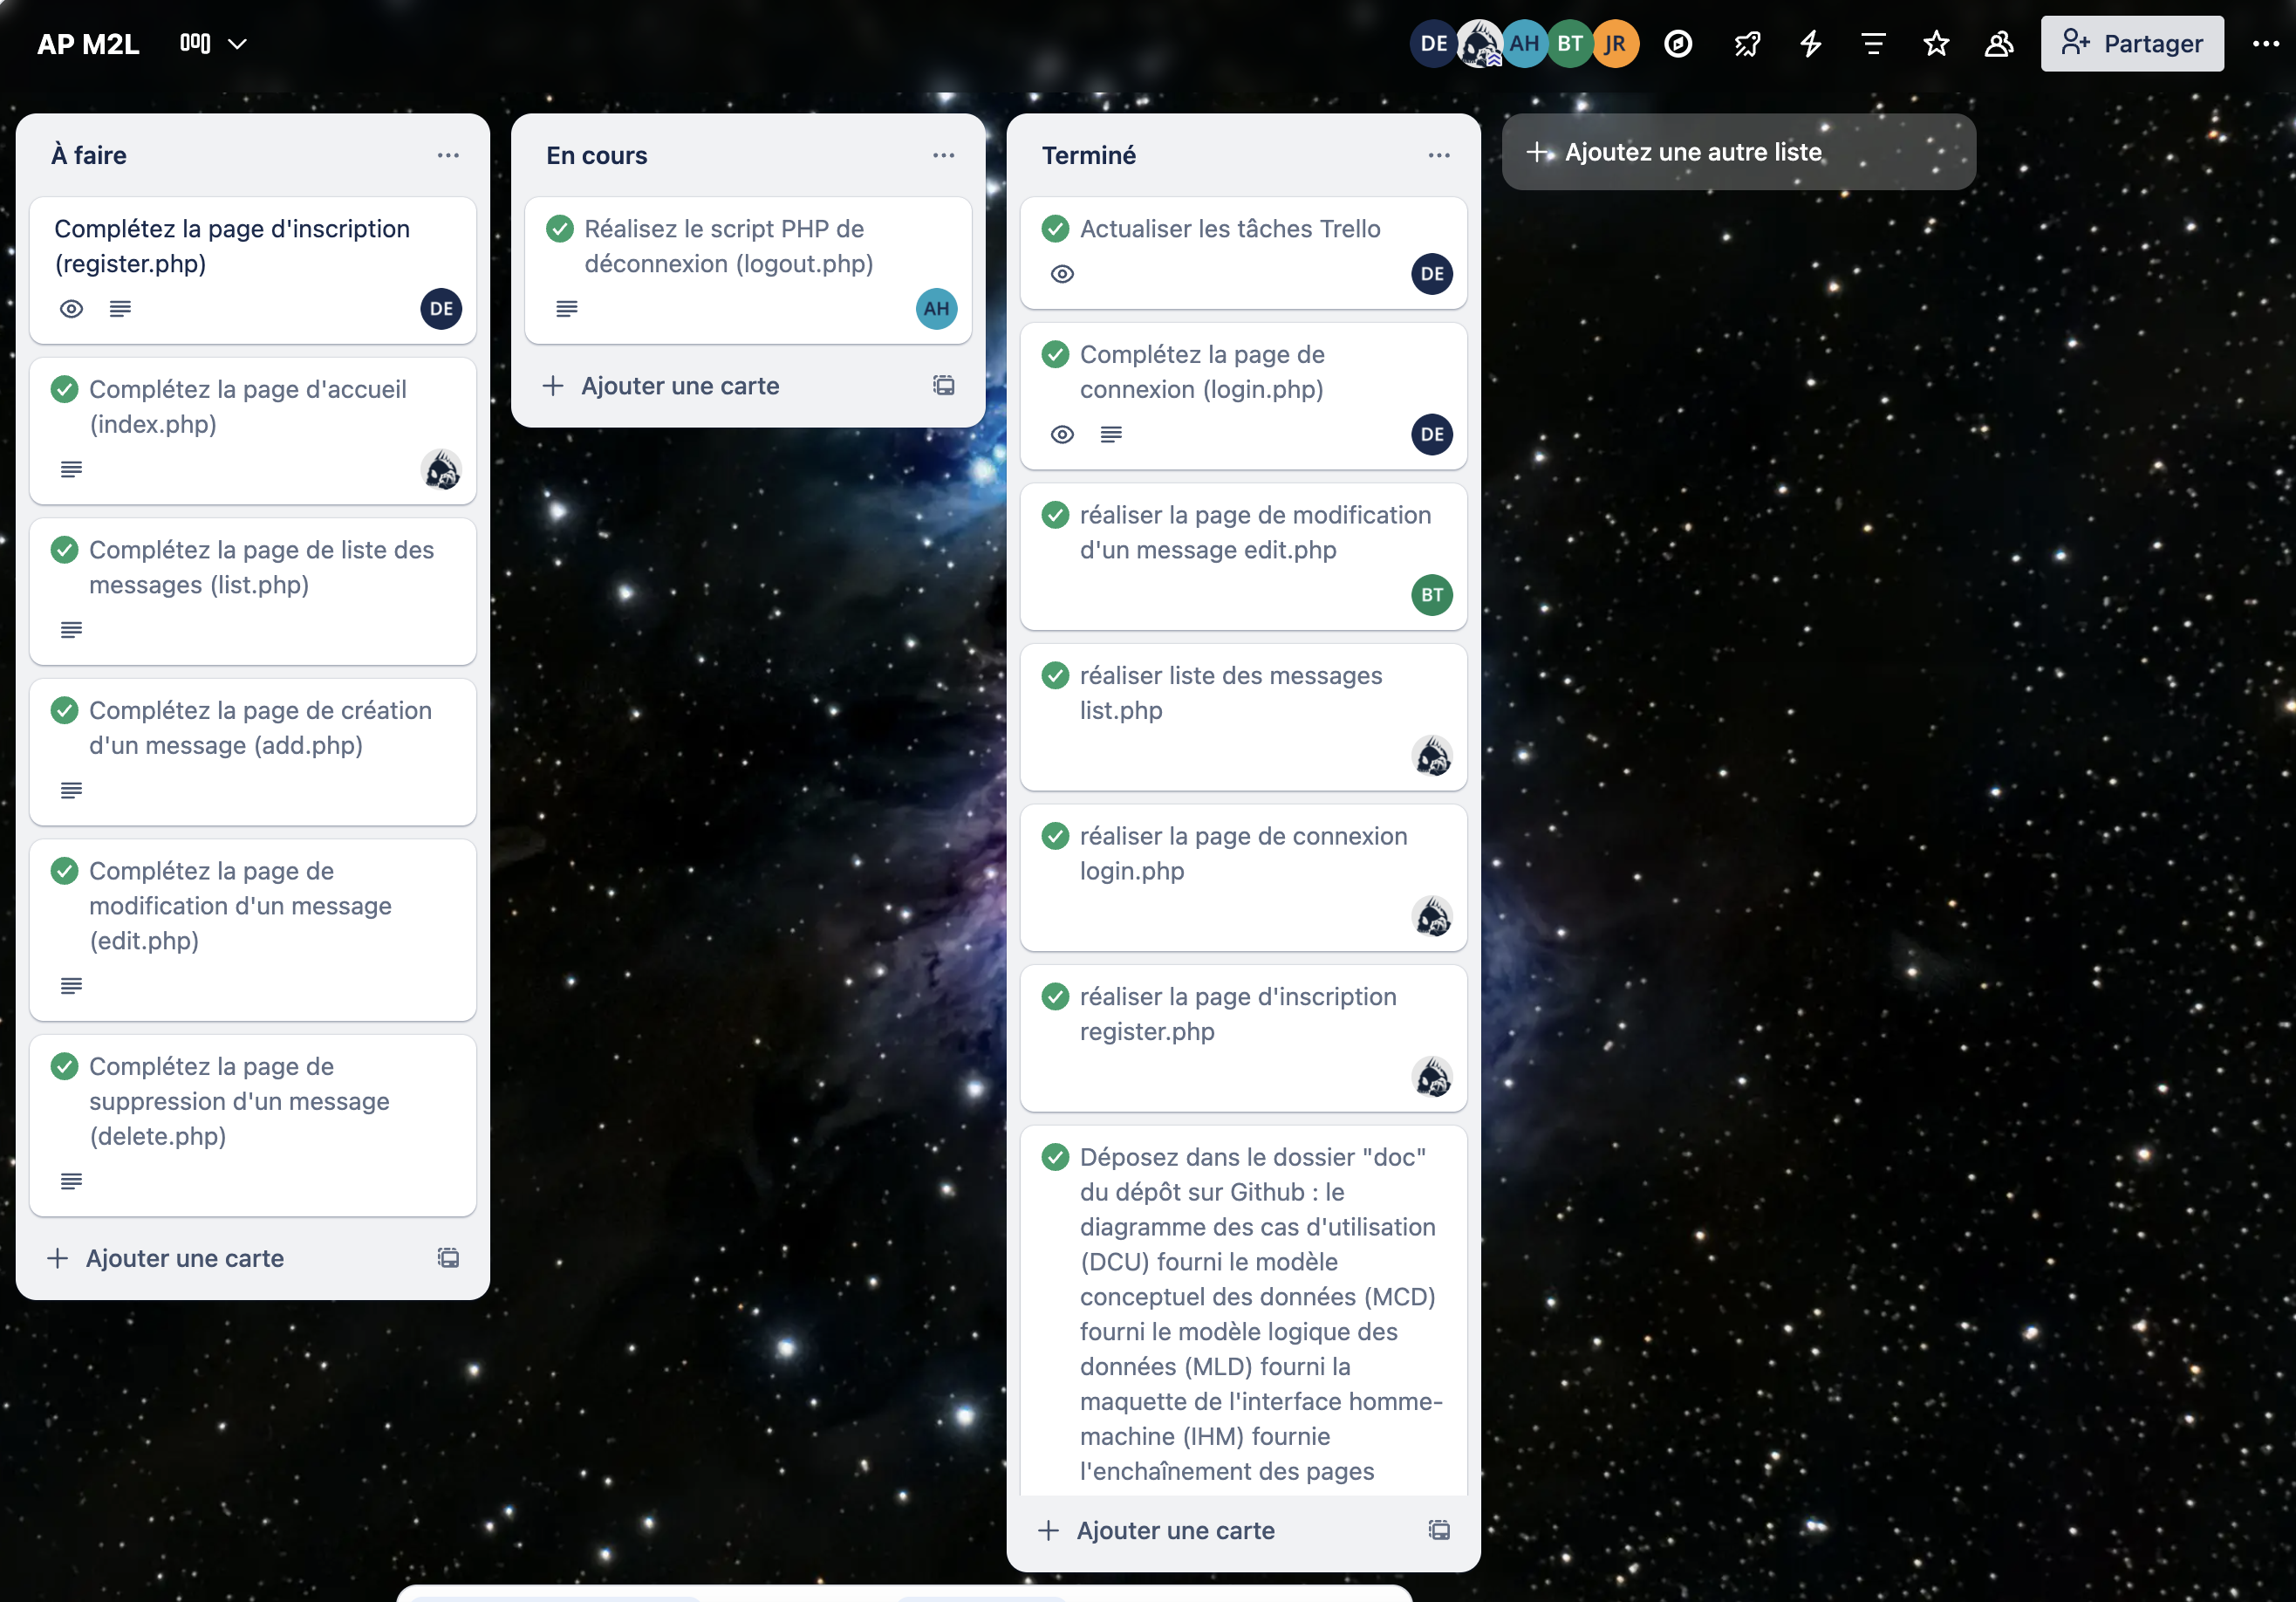 AP M2L
DE
AH
BT
JR
Partager
À faire
Complétez la page d'inscription
(register.php)
DE
Complétez la page d'accueil
(index.php)
Complétez la page de liste des
messages (list.php)
Complétez la page de création
d'un message (add.php)
Complétez la page de
modification d'un message
(edit.php)
Complétez la page de
suppression d'un message
(delete.php)
Ajouter une carte
En cours
Réalisez le script PHP de
déconnexion (logout.php)
AH
Ajouter une carte
Terminé
Actualiser les tâches Trello
DE
Complétez la page de
connexion (login.php)
DE
réaliser la page de modification
d'un message edit.php
BT
réaliser liste des messages
list.php
réaliser la page de connexion
login.php
réaliser la page d'inscription
register.php
Déposez dans le dossier "doc"
du dépôt sur Github : le
diagramme des cas d'utilisation
(DCU) fourni le modèle
conceptuel des données (MCD)
fourni le modèle logique des
données (MLD) fourni la
maquette de l'interface homme-
machine (IHM) fournie
l'enchaînement des pages
Ajouter une carte
Ajoutez une autre liste